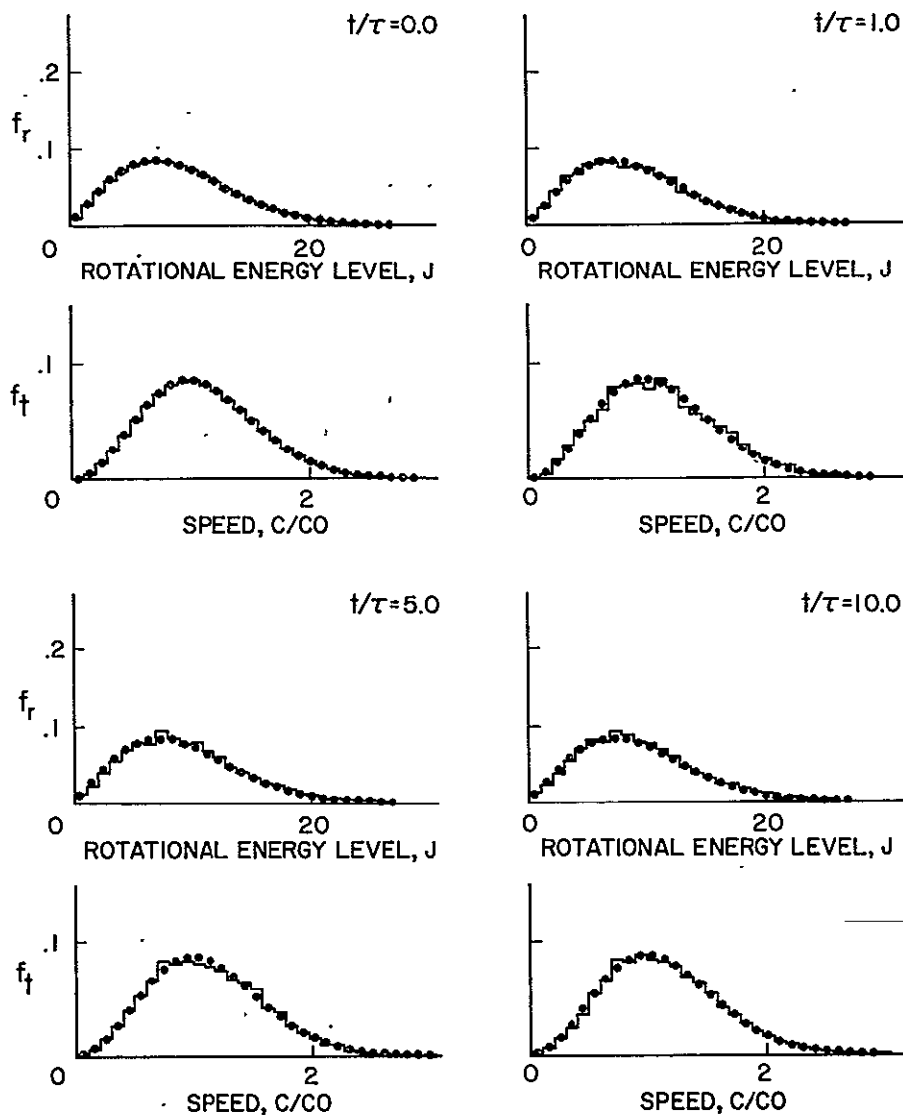 t/τ=0.0
.2
f_r
.1
0
20
ROTATIONAL ENERGY LEVEL, J
t/τ=1.0
0
20
ROTATIONAL ENERGY LEVEL, J
.1
f_t
0
2
SPEED, C/CO
0
2
SPEED, C/CO
t/τ=5.0
.2
f_r
.1
0
20
ROTATIONAL ENERGY LEVEL, J
t/τ=10.0
0
20
ROTATIONAL ENERGY LEVEL, J
.1
f_t
0
2
SPEED, C/CO
0
2
SPEED, C/CO